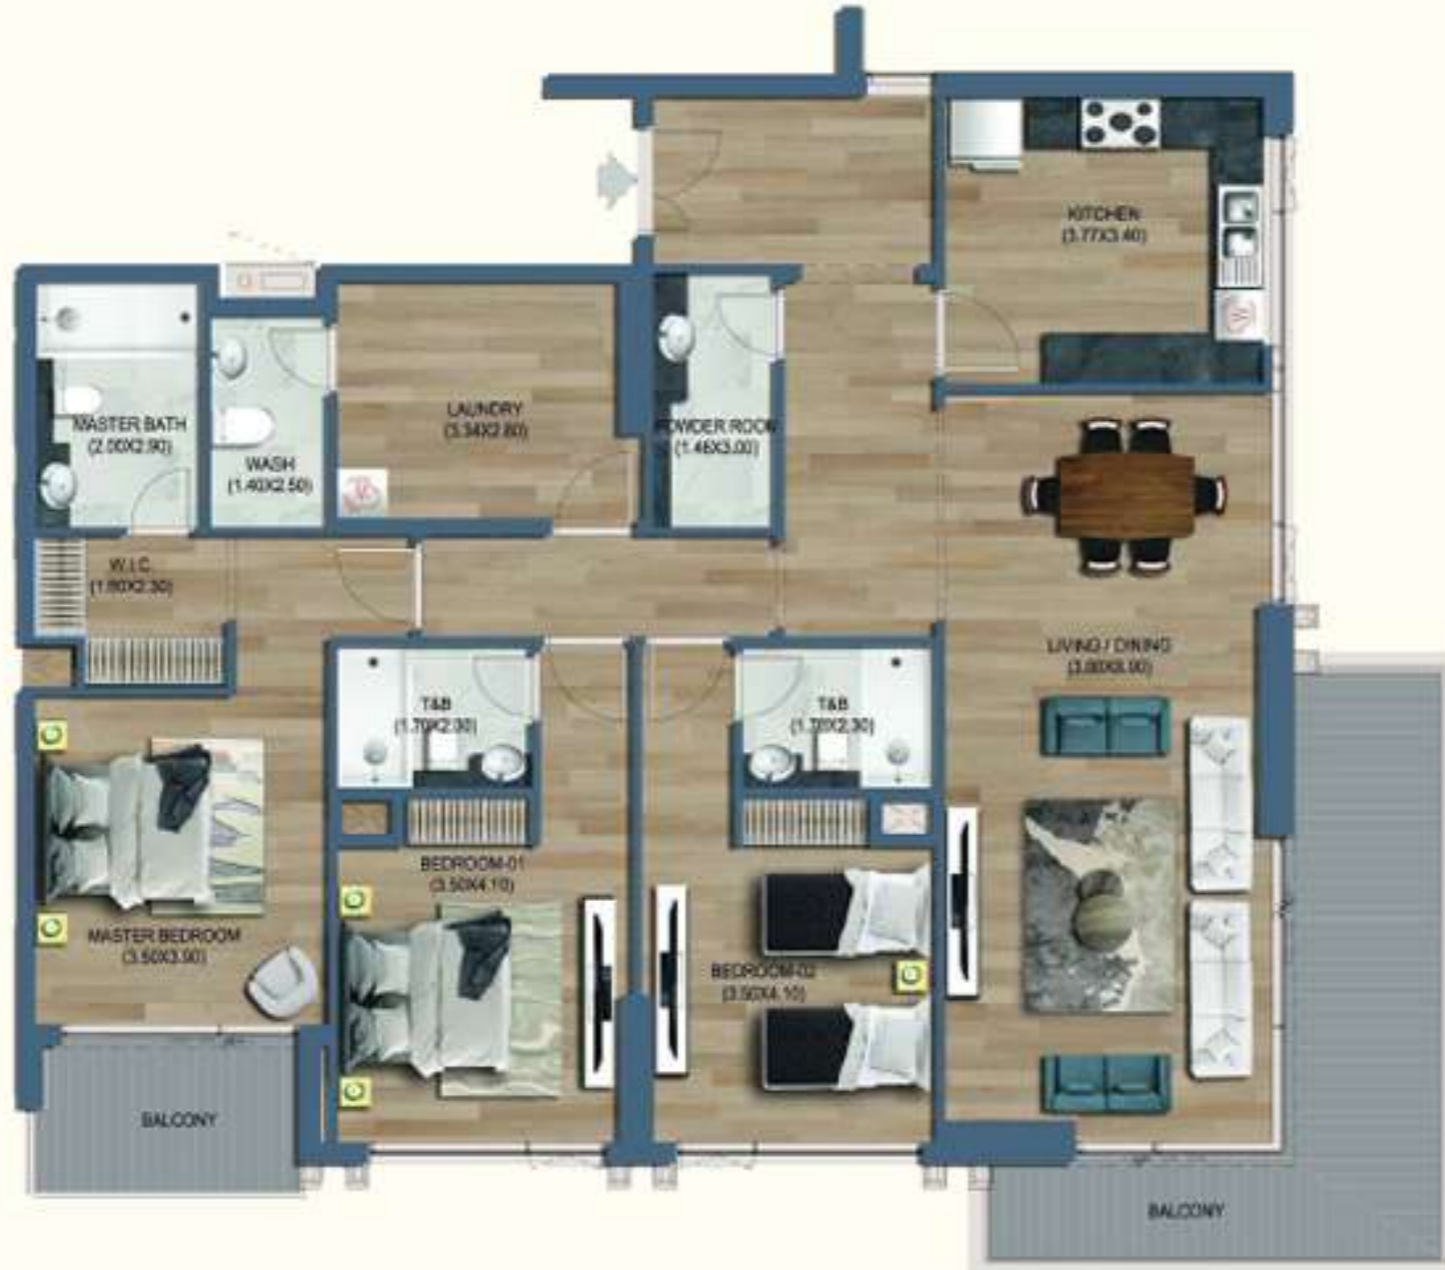 KITCHEN
(3.77X3.40)
MASTER BATH
(2.00X2.90)
LAUNDRY
(3.34X2.80)
POWDER ROOM
(1.46X3.00)
WASH
(1.40X2.50)
W.I.C.
(1.80X2.30)
LIVING / DINING
T&B
T&B
BEDROOM-01
(3.50X4.10)
MASTER BEDROOM
(3.50X3.90)
BEDROOM-02
(3.50X4.10)
BALCONY
BALCONY